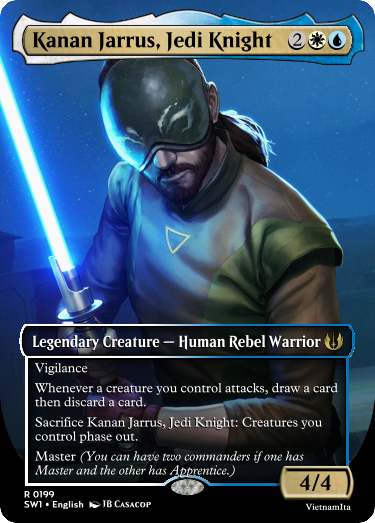 Kanan Jarrus, Jedi Knight 2
Legendary Creature — Human Rebel Warrior
Vigilance
Whenever a creature you control attacks, draw a card
then discard a card.
Sacrifice Kanan Jarrus, Jedi Knight: Creatures you
control phase out.
Master (You can have two commanders if one has
Master and the other has Apprentice.)
4/4
R 0199
SW1 • English JB Casacop
VietnamIta